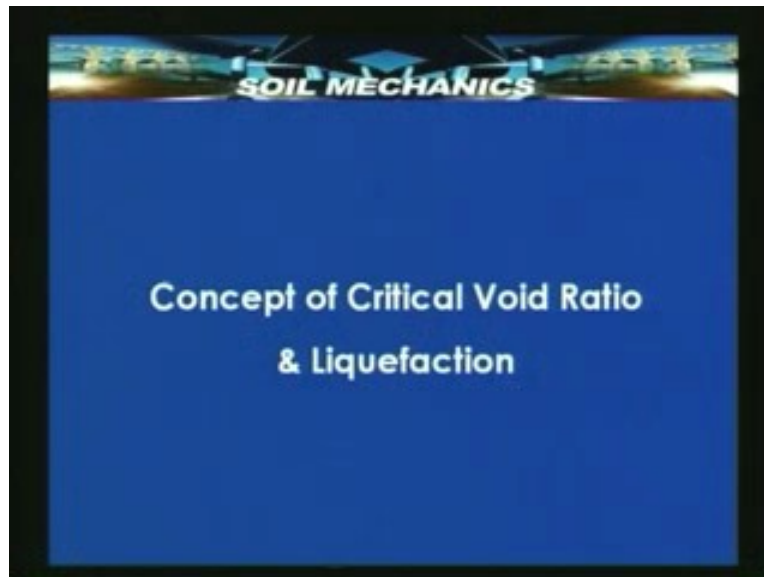 SOIL MECHANICS
Concept of Critical Void Ratio
& Liquefaction